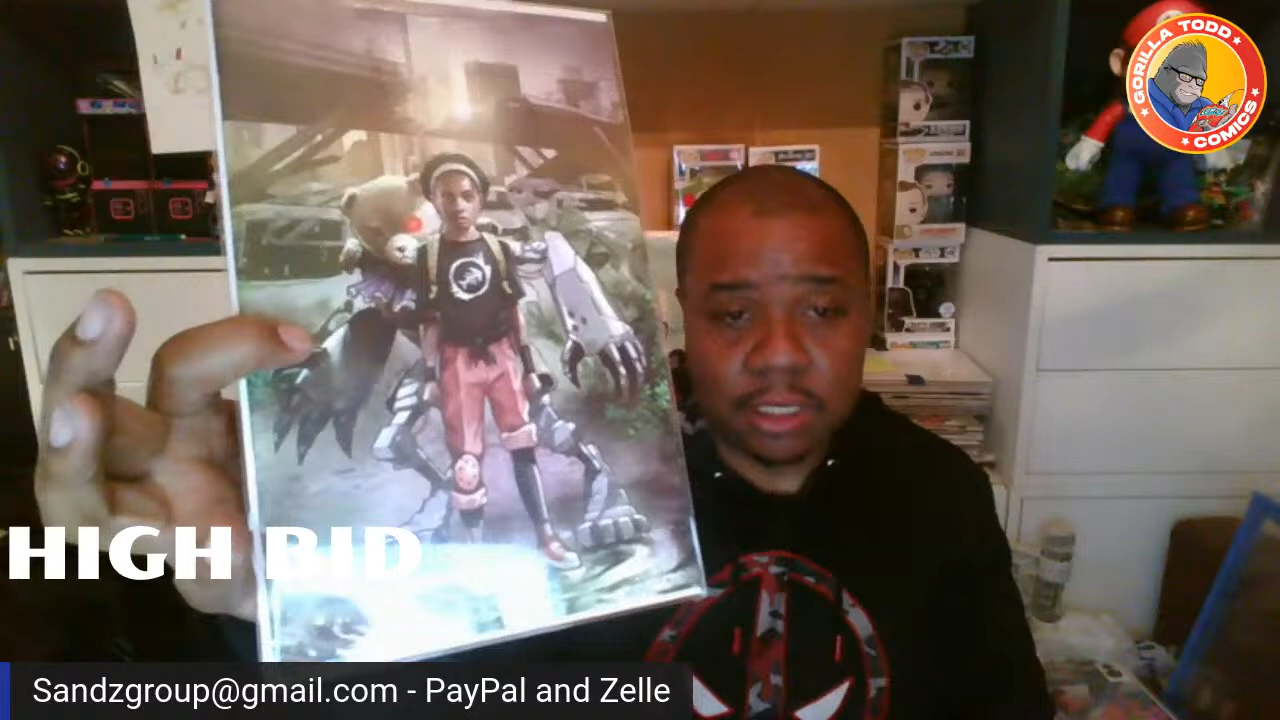 GORILLA TODD
COMICS
HIGH BID
Sandzgroup@gmail.com - PayPal and Zelle